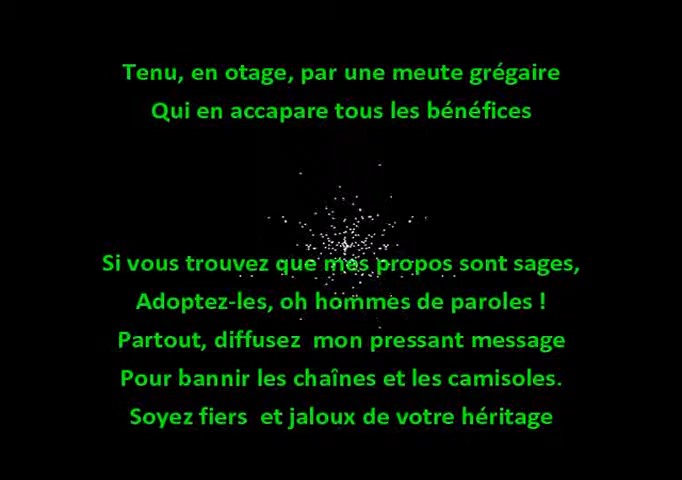 Tenu, en otage, par une meute grégaire
Qui en accapare tous les bénéfices
Si vous trouvez que mes propos sont sages,
Adoptez-les, oh hommes de paroles !
Partout, diffusez  mon pressant message
Pour bannir les chaînes et les camisoles.
Soyez fiers  et jaloux de votre héritage